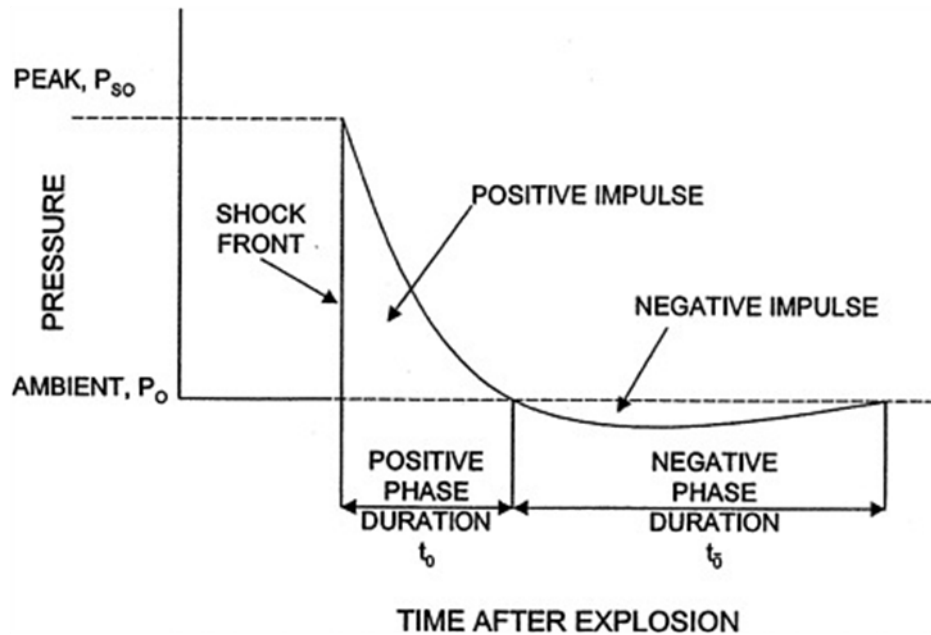 PEAK, PSO
PRESSURE
SHOCK
FRONT
POSITIVE IMPULSE
NEGATIVE IMPULSE
AMBIENT, PO
POSITIVE
PHASE
DURATION
t0
NEGATIVE
PHASE
DURATION
t0̄
TIME AFTER EXPLOSION